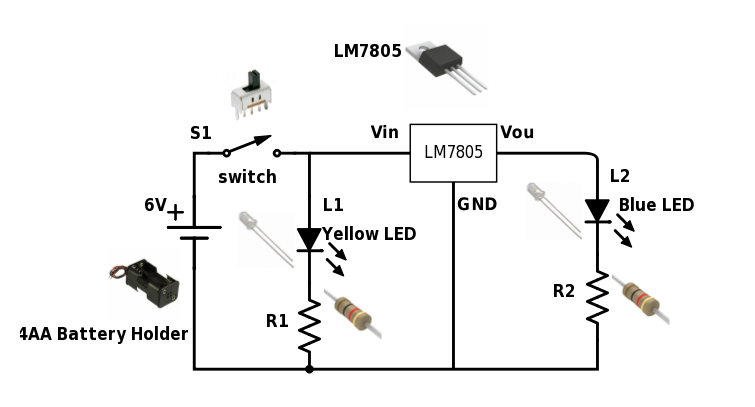 LM7805
S1
Vin
LM7805
Vou
switch
L2
6V
+
L1
GND
Blue LED
Yellow LED
R2
R1
4AA Battery Holder